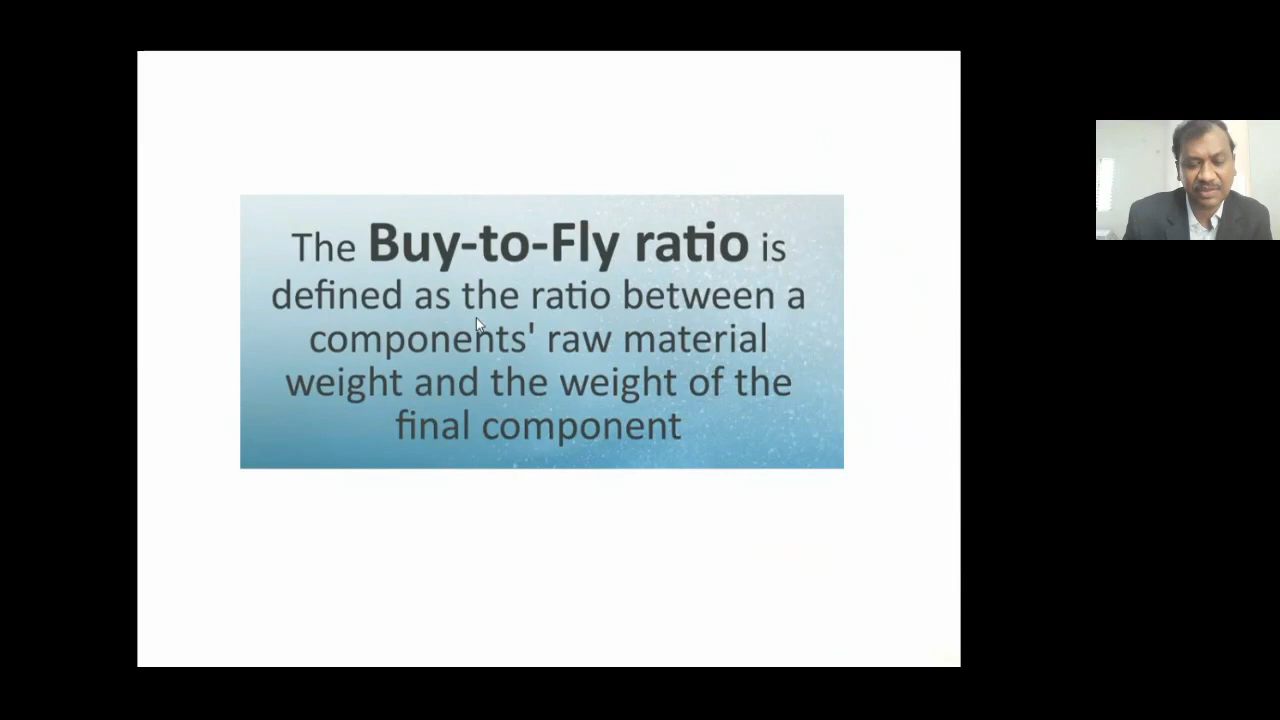 The Buy-to-Fly ratio is
defined as the ratio between a
components' raw material
weight and the weight of the
final component